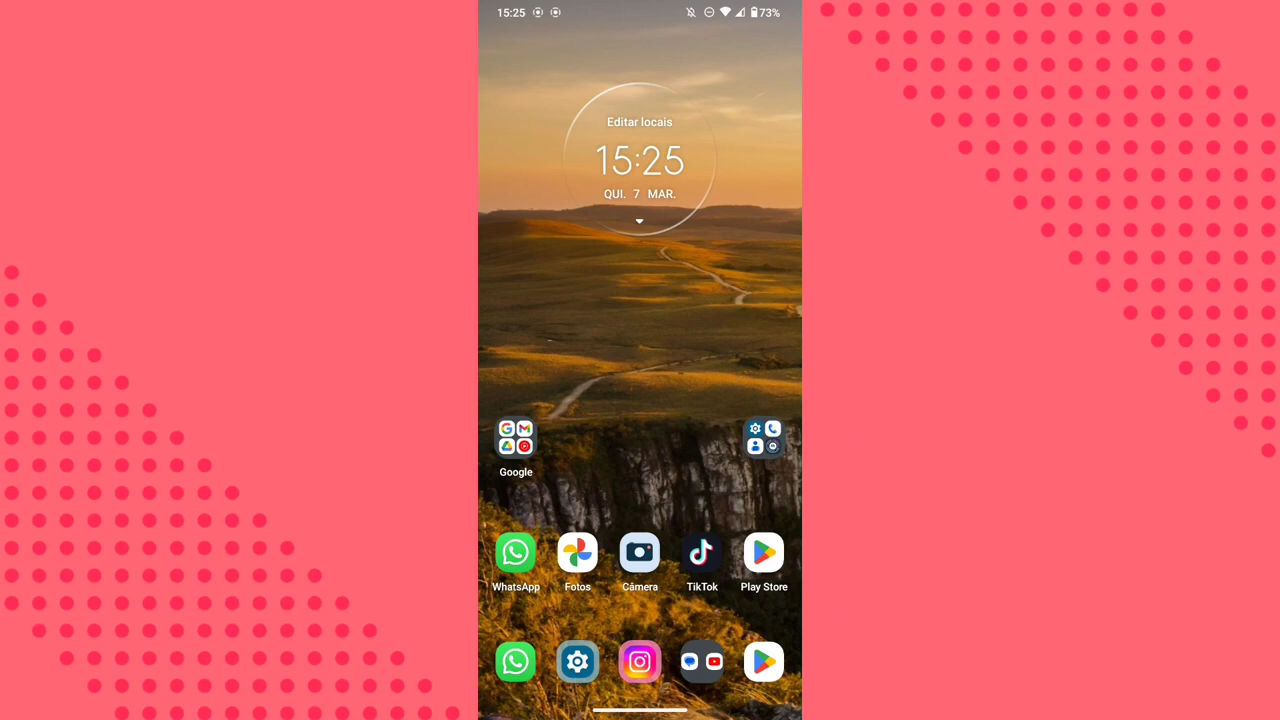 15:25
73%
Editar locais
15:25
QUI. 7 MAR.
Google
WhatsApp
Fotos
Câmera
TikTok
Play Store